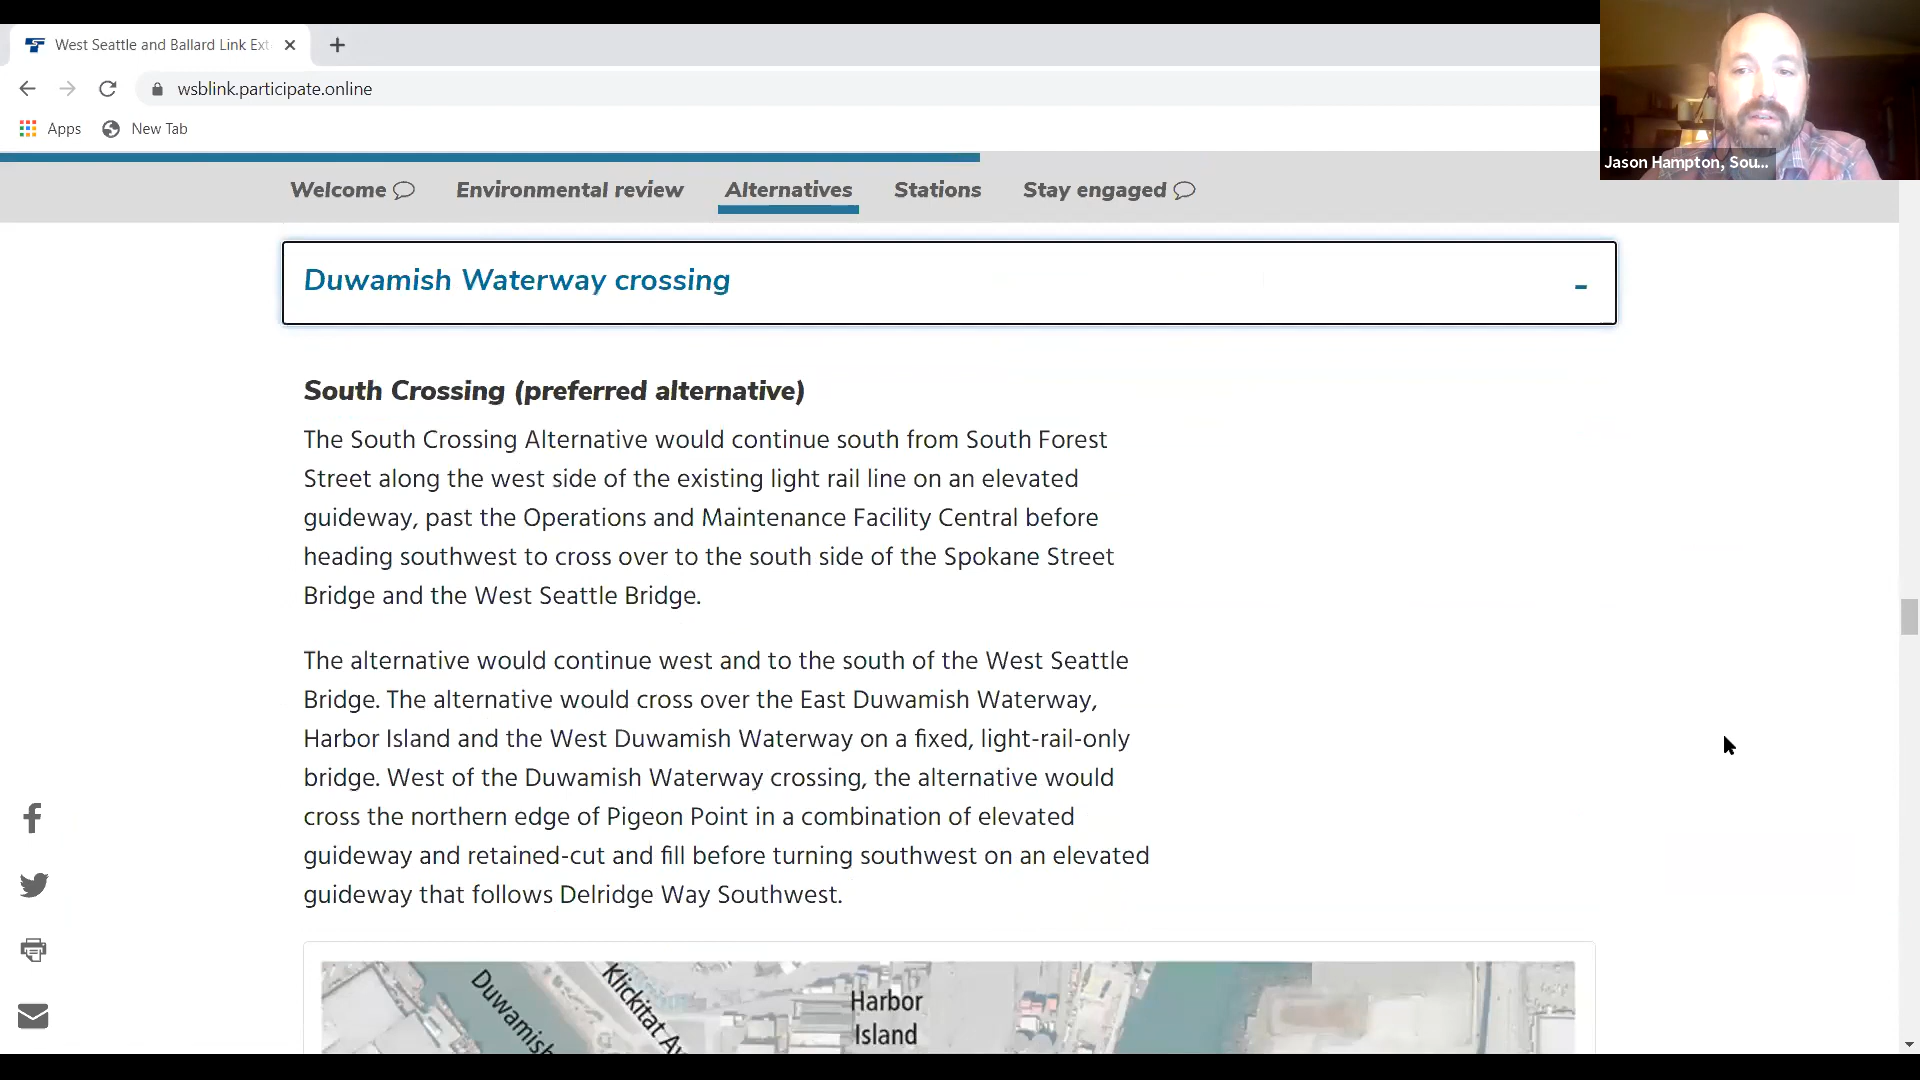 West Seattle and Ballard Link Ext
wsblink.participate.online
Apps
New Tab
Jason Hampton, Sou...
Welcome
Environmental review
Alternatives
Stations
Stay engaged
Duwamish Waterway crossing
-
South Crossing (preferred alternative)
The South Crossing Alternative would continue south from South Forest
Street along the west side of the existing light rail line on an elevated
guideway, past the Operations and Maintenance Facility Central before
heading southwest to cross over to the south side of the Spokane Street
Bridge and the West Seattle Bridge.
The alternative would continue west and to the south of the West Seattle
Bridge. The alternative would cross over the East Duwamish Waterway,
Harbor Island and the West Duwamish Waterway on a fixed, light-rail-only
bridge. West of the Duwamish Waterway crossing, the alternative would
cross the northern edge of Pigeon Point in a combination of elevated
guideway and retained-cut and fill before turning southwest on an elevated
guideway that follows Delridge Way Southwest.
Duwamish
Klickitat Av
Harbor
Island